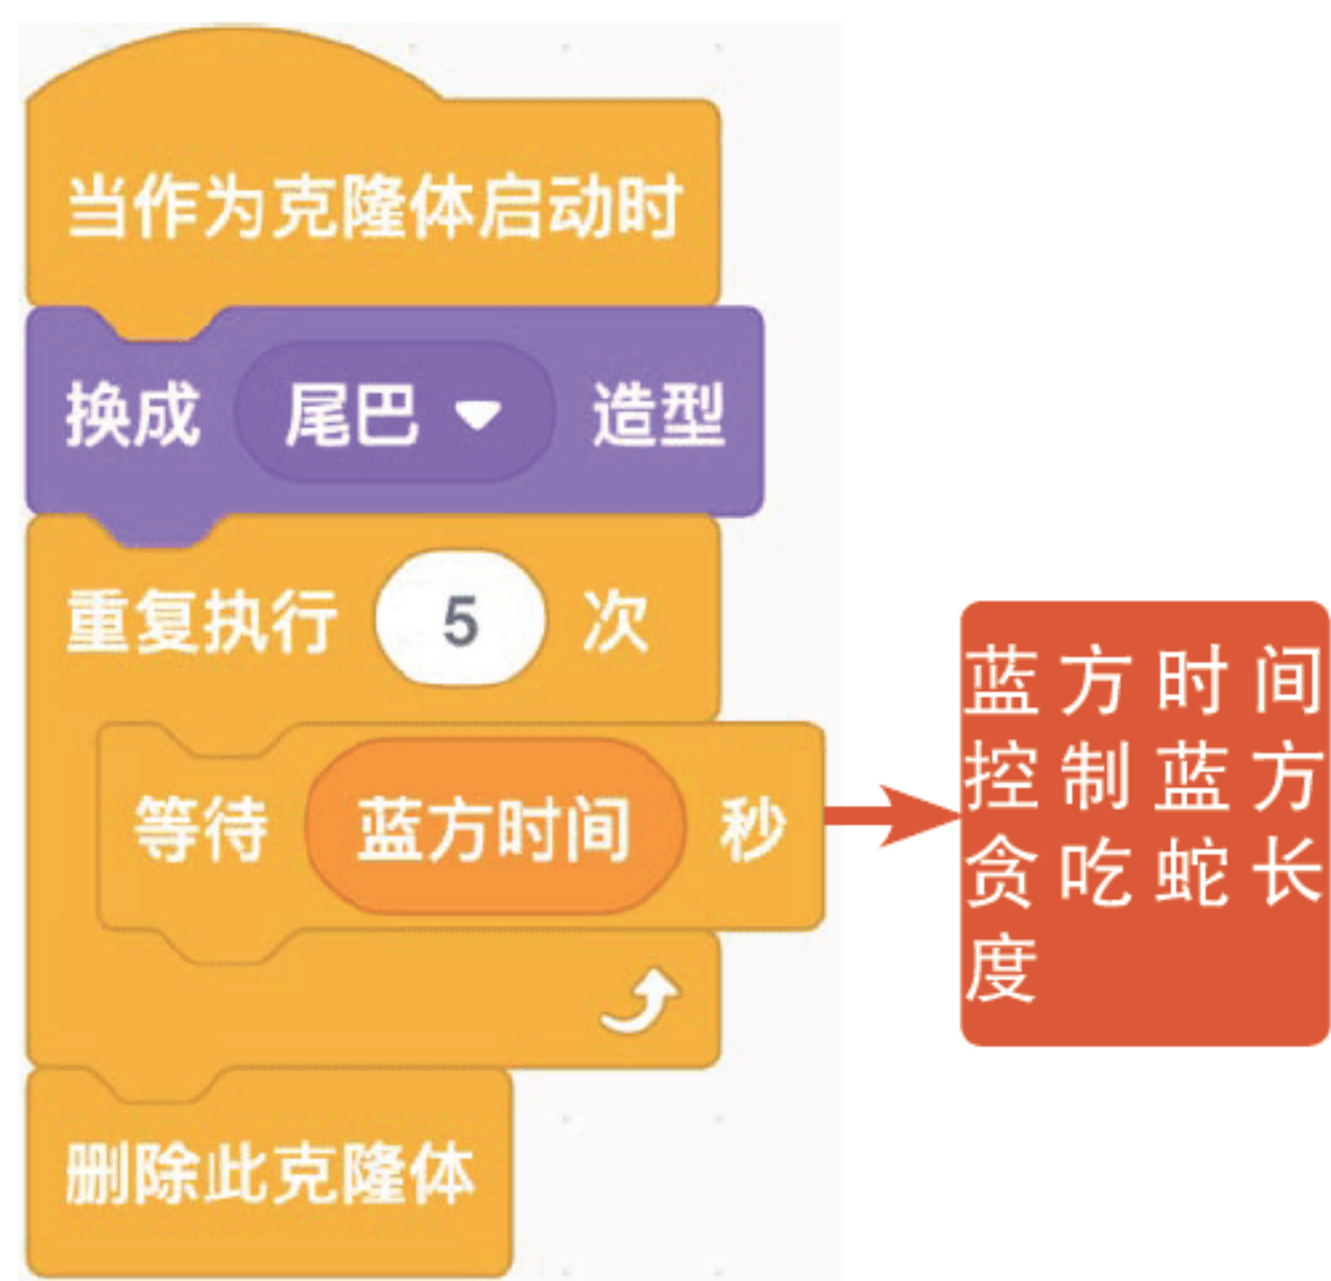 当作为克隆体启动时
换成 尾巴 造型
重复执行 5 次
等待 蓝方时间 秒
蓝方时间
控制蓝方
贪吃蛇长
度
删除此克隆体